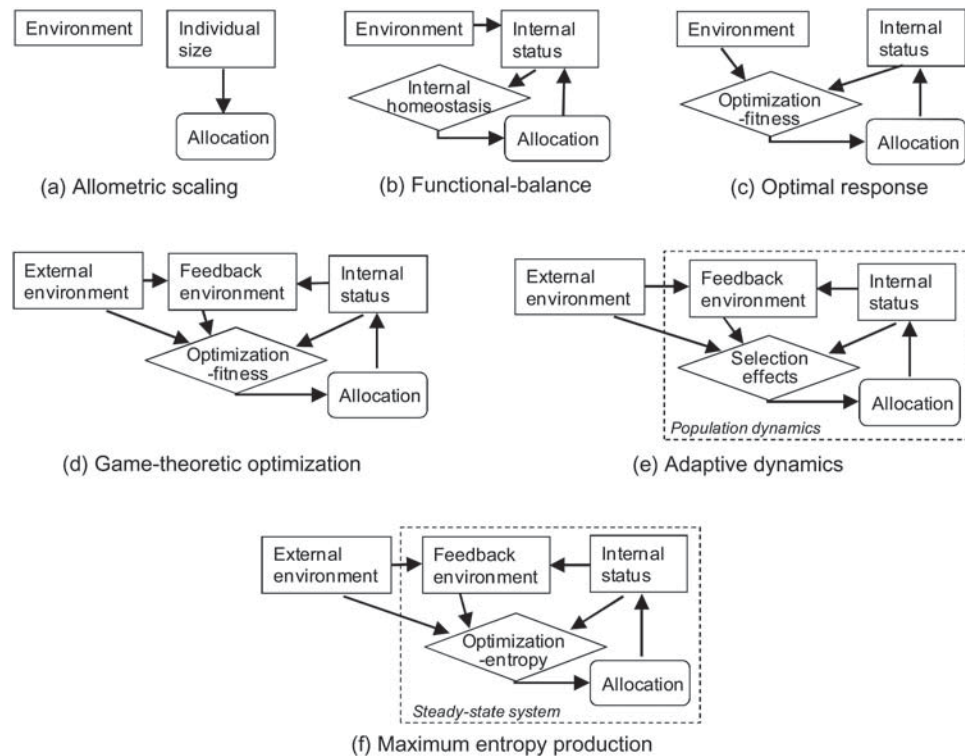 Environment
Individual
size
Allocation
(a) Allometric scaling
Environment
Internal
status
Internal
homeostasis
Allocation
(b) Functional-balance
Environment
Internal
status
Optimization
-fitness
Allocation
(c) Optimal response
External
environment
Feedback
environment
Internal
status
Optimization
-fitness
Allocation
(d) Game-theoretic optimization
External
environment
Feedback
environment
Internal
status
Selection
effects
Allocation
Population dynamics
(e) Adaptive dynamics
External
environment
Feedback
environment
Internal
status
Optimization
-entropy
Allocation
Steady-state system
(f) Maximum entropy production